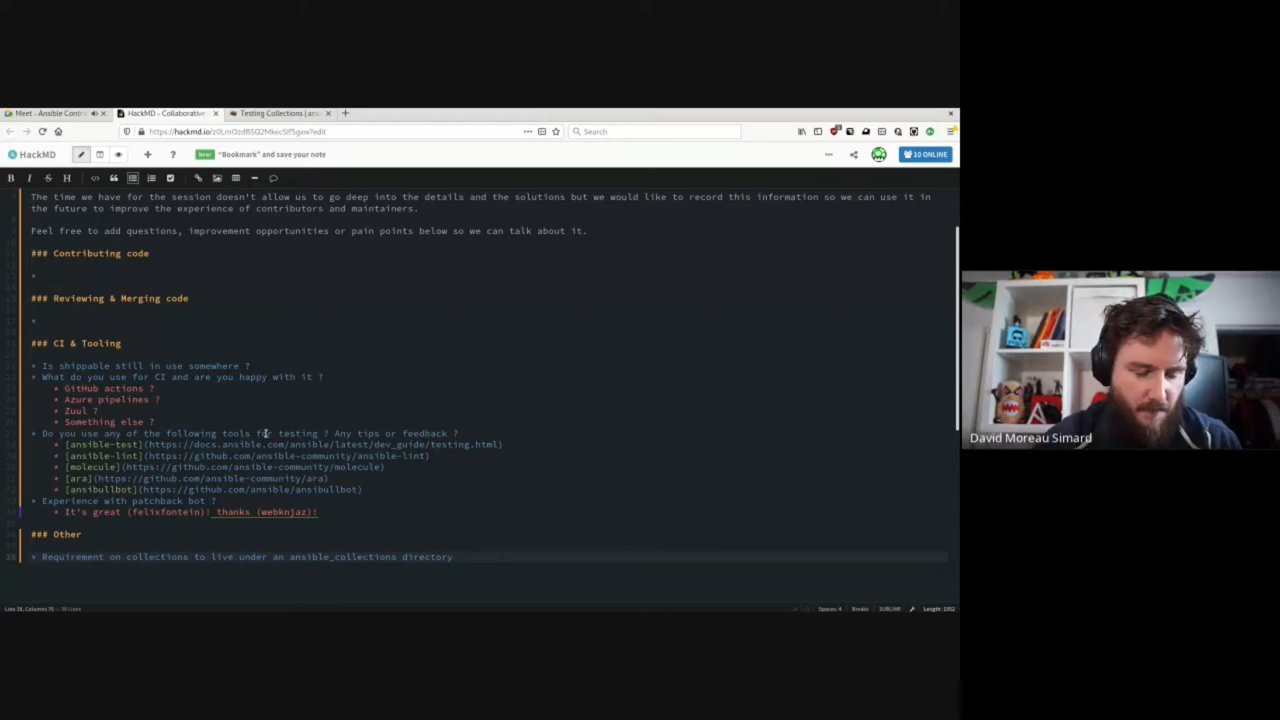 Meet - Ansible Contri
HackMD - Collaborative
Testing Collections | ans
https://hackmd.io/
Search
HackMD
New! "Bookmark" and save your note
10 ONLINE
B I S H
The time we have for the session doesn't allow us to go deep into the details and the solutions but we would like to record this information so we can use it in
the future to improve the experience of contributors and maintainers.
Feel free to add questions, improvement opportunities or pain points below so we can talk about it.
### Contributing code
*
### Reviewing & Merging code
*
### CI & Tooling
* Is shippable still in use somewhere ?
* What do you use for CI and are you happy with it ?
* GitHub actions ?
* Azure pipelines ?
* Zuul ?
* Something else ?
* Do you use any of the following tools for testing ? Any tips or feedback ?
* [ansible-test](https://docs.ansible.com/ansible/latest/dev_guide/testing.html)
* [ansible-lint](https://github.com/ansible-community/ansible-lint)
* [molecule](https://github.com/ansible-community/molecule)
* [ara](https://github.com/ansible-community/ara)
* [ansibullbot](https://github.com/ansible/ansibullbot)
* Experience with patchback bot ?
* It's great (felixfontein)! thanks (webknjaz)!
### Other
* Requirement on collections to live under an ansible_collections directory
David Moreau Simard
Spaces: 4 Breaks SUBLIME